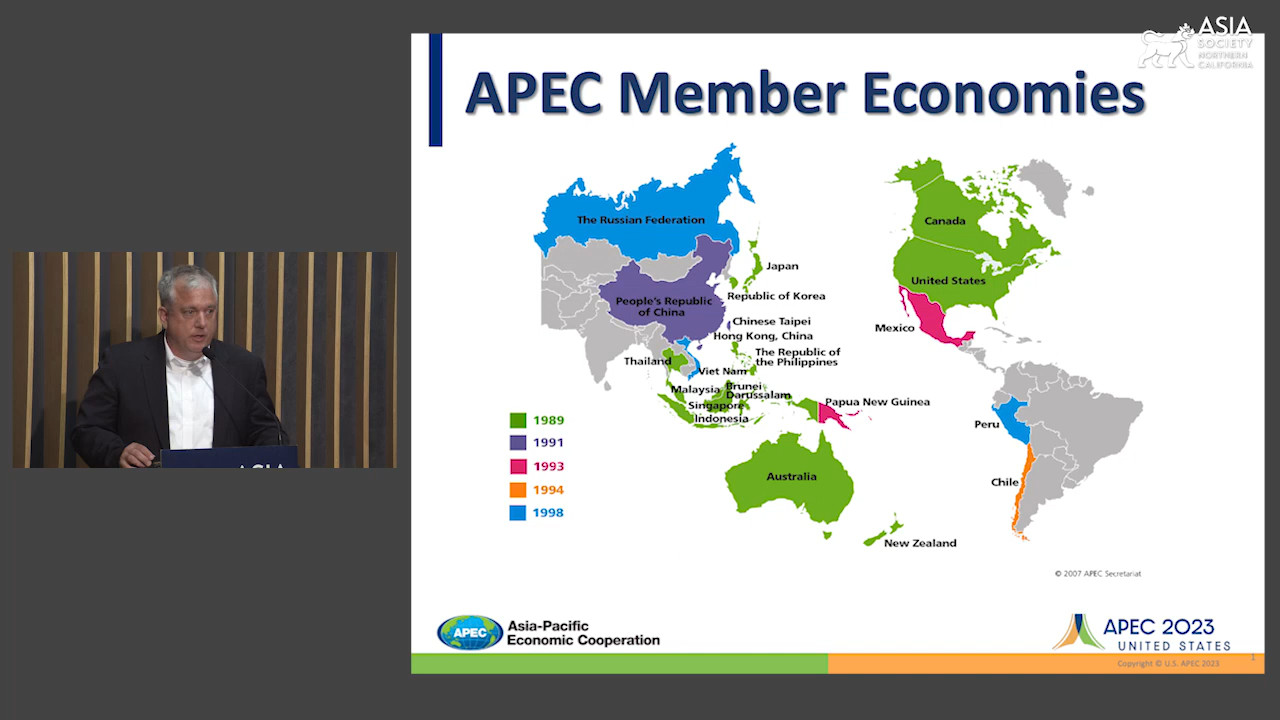 ASIA
SOCIETY
NORTHERN
CALIFORNIA
APEC Member Economies
The Russian Federation
Canada
Japan
United States
Republic of Korea
People's Republic
of China
Chinese Taipei
Mexico
Hong Kong, China
Thailand
The Republic of
the Philippines
Viet Nam
Malaysia
Brunei
Darussalam
Singapore
Indonesia
Papua New Guinea
Peru
1989
1991
1993
1994
1998
Australia
Chile
New Zealand
© 2007 APEC Secretariat
APEC
Asia-Pacific
Economic Cooperation
APEC 2023
UNITED STATES
Copyright © U.S. APEC 2023
1
ASIA